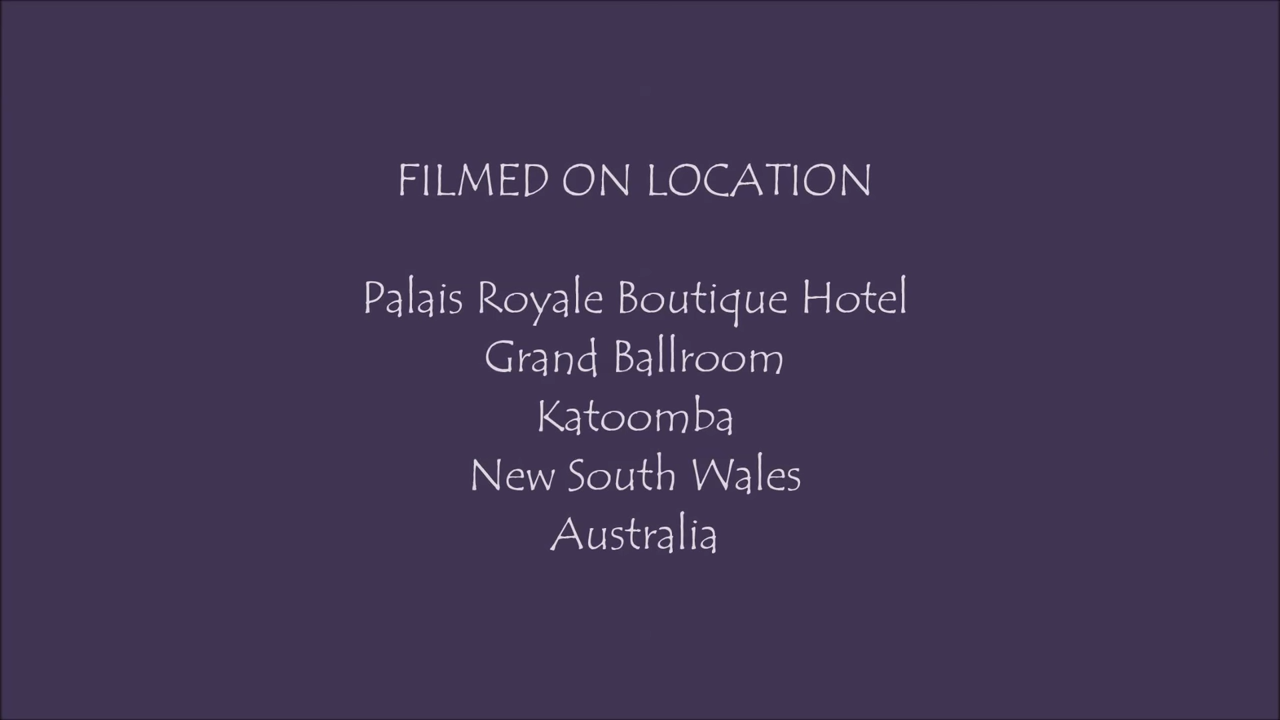 FILMED ON LOCATION
Palais Royale Boutique Hotel
Grand Ballroom
Katoomba
New South Wales
Australia